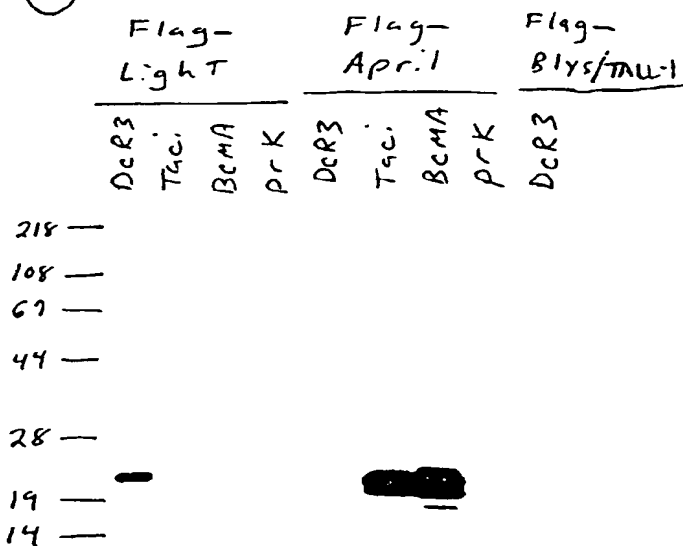 Flag- Flag- Flag-
LighT April Blys/TALL-1
DcR3 Taci BcMA prK DcR3 Taci BcMA prK DcR3
218
108
67
44
28
19
14